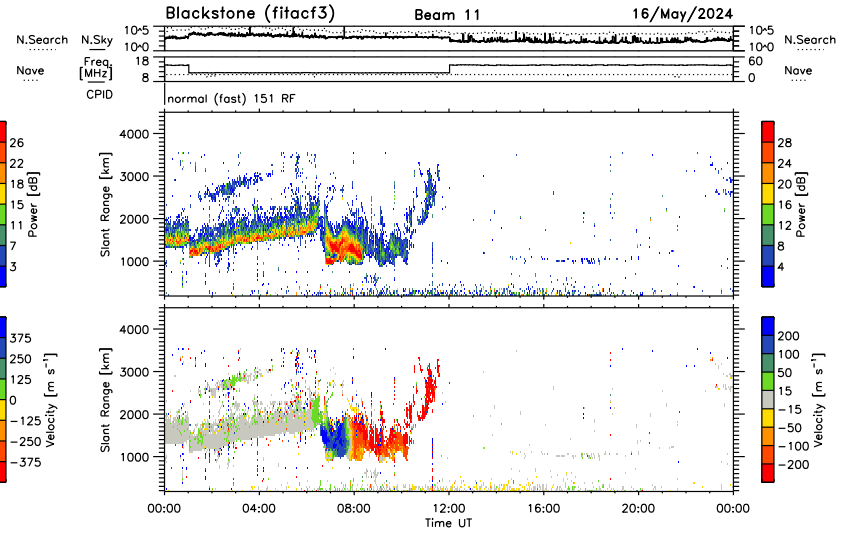 Blackstone (fitacf3) Beam 11 16/May/2024
N.Search N.Sky 10^5 10^0 10^5 10^0 N.Search
Nave Freq. [MHz] 18 8 60 0 Nave
CPID normal (fast) 151 RF
Slant Range [km] 4000 3000 2000 1000
Power [dB] 26 22 18 15 11 7 3
Power [dB] 28 24 20 16 12 8 4
Slant Range [km] 4000 3000 2000 1000
Velocity [m s⁻¹] 375 250 125 0 −125 −250 −375
Velocity [m s⁻¹] 200 100 50 15 −15 −50 −100 −200
00:00 04:00 08:00 12:00 16:00 20:00 00:00
Time UT